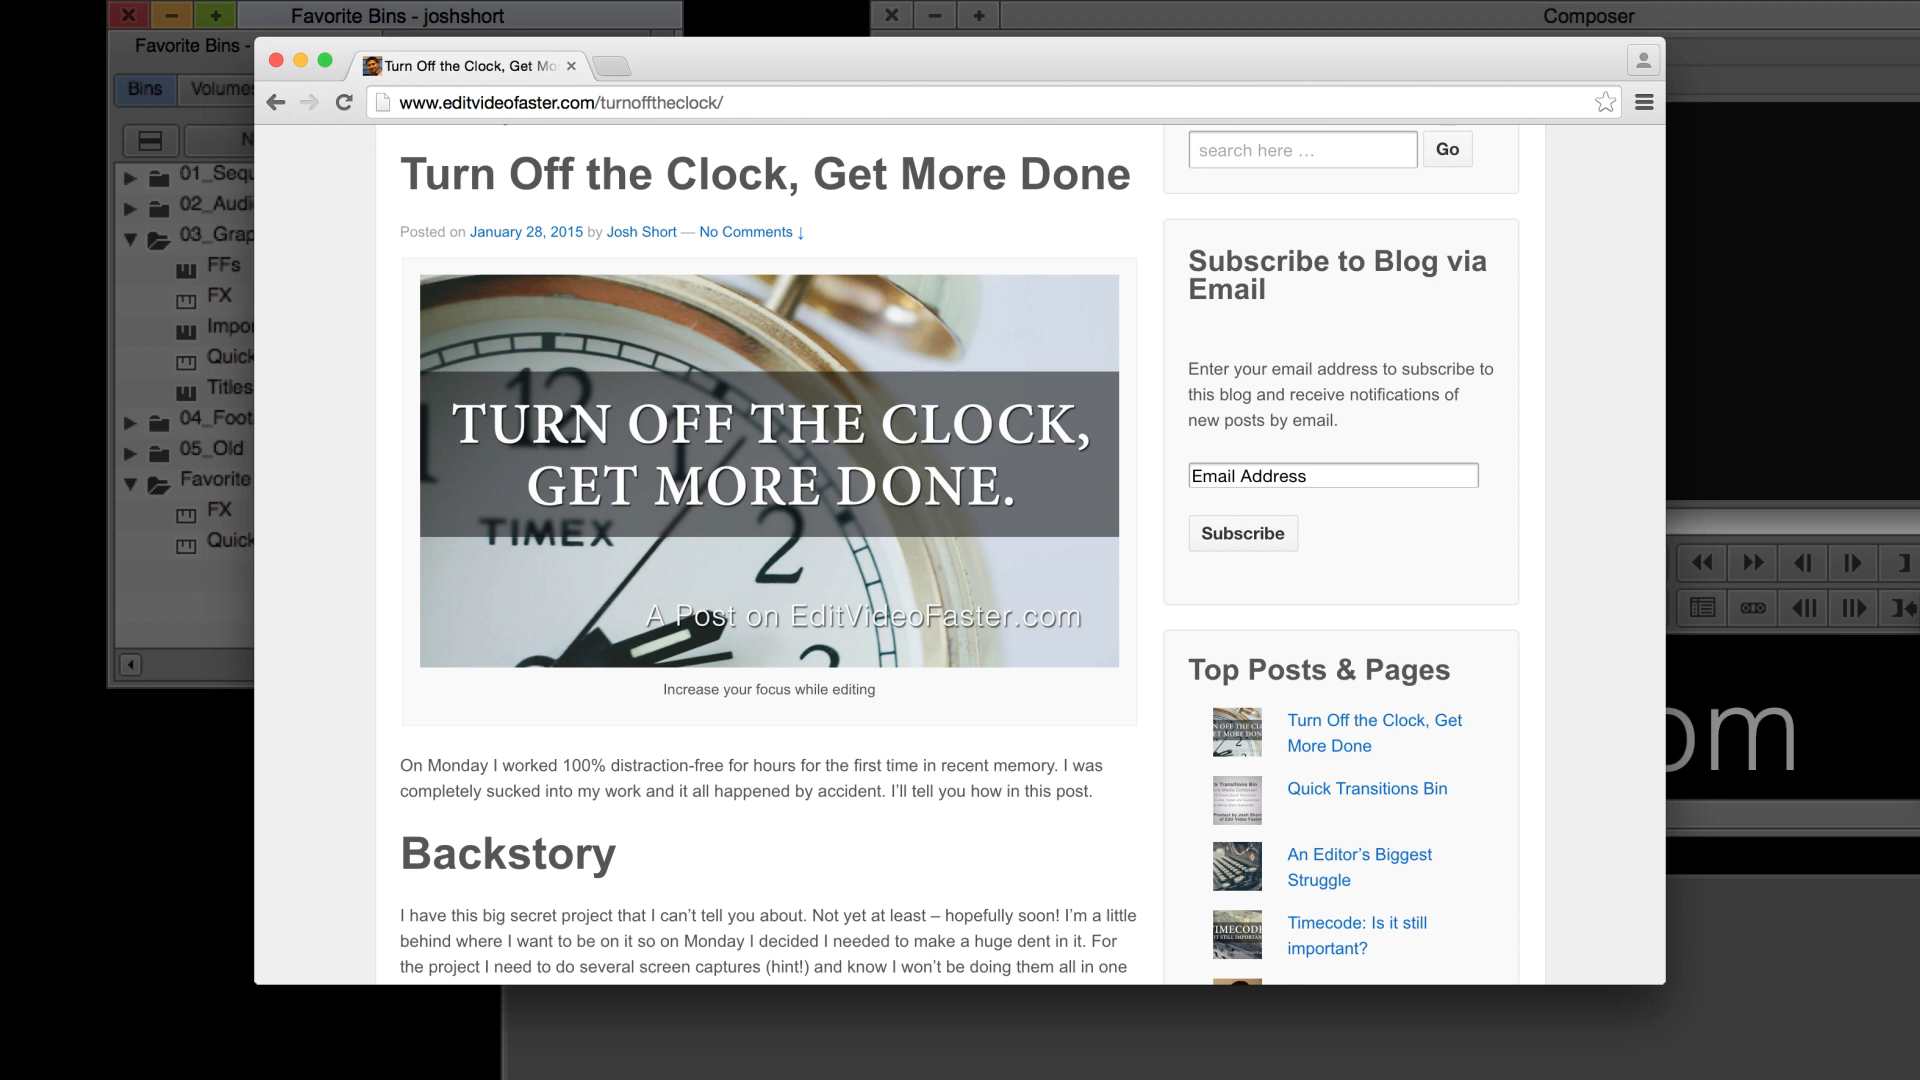 Favorite Bins - joshshort
Composer
Favorite Bins -
Turn Off the Clock, Get Mo
Bins
www.editvideofaster.com/turnofftheclock/
01_Sequ
02_Audi
03_Grap
FFs
FX
Impor
Quick
Titles
04_Foot
05_Old
Favorite
FX
Quick
Turn Off the Clock, Get More Done
Posted on January 28, 2015 by Josh Short — No Comments ↓
12
TURN OFF THE CLOCK,
GET MORE DONE.
TIMEX
2
A Post on EditVideoFaster.com
Increase your focus while editing
On Monday I worked 100% distraction-free for hours for the first time in recent memory. I was
completely sucked into my work and it all happened by accident. I’ll tell you how in this post.
Backstory
I have this big secret project that I can’t tell you about. Not yet at least – hopefully soon! I’m a little
behind where I want to be on it so on Monday I decided I needed to make a huge dent in it. For
the project I need to do several screen captures (hint!) and know I won’t be doing them all in one
search here …
Go
Subscribe to Blog via
Email
Enter your email address to subscribe to
this blog and receive notifications of
new posts by email.
Email Address
Subscribe
Top Posts & Pages
Turn Off the Clock, Get
More Done
Quick Transitions Bin
An Editor’s Biggest
Struggle
Timecode: Is it still
important?
om